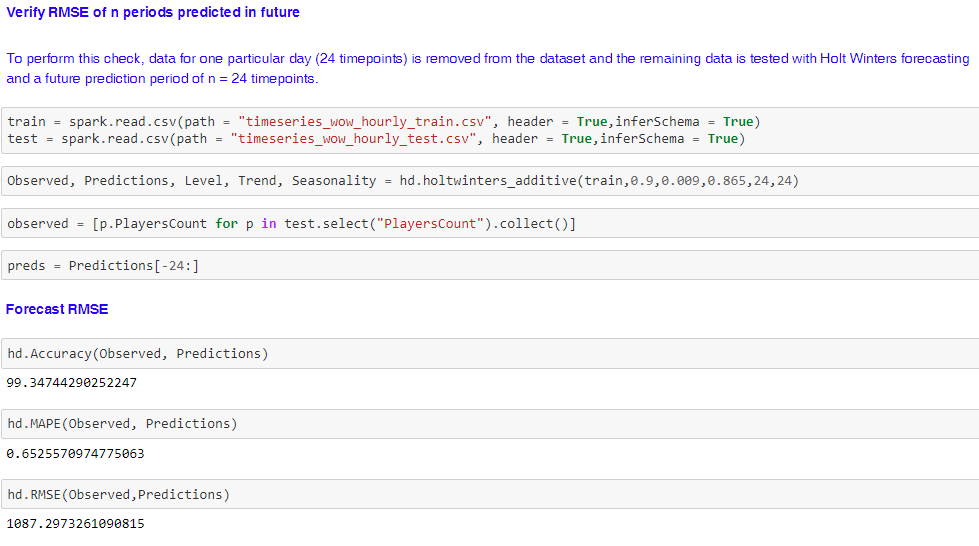 Verify RMSE of n periods predicted in future
To perform this check, data for one particular day (24 timepoints) is removed from the dataset and the remaining data is tested with Holt Winters forecasting
and a future prediction period of n = 24 timepoints.
train = spark.read.csv(path = "timeseries_wow_hourly_train.csv", header = True,inferSchema = True)
test = spark.read.csv(path = "timeseries_wow_hourly_test.csv", header = True,inferSchema = True)
Observed, Predictions, Level, Trend, Seasonality = hd.holtwinters_additive(train,0.9,0.009,0.865,24,24)
observed = [p.PlayersCount for p in test.select("PlayersCount").collect()]
preds = Predictions[-24:]
Forecast RMSE
hd.Accuracy(Observed, Predictions)
99.34744290252247
hd.MAPE(Observed, Predictions)
0.6525570974775063
hd.RMSE(Observed,Predictions)
1087.2973261090815